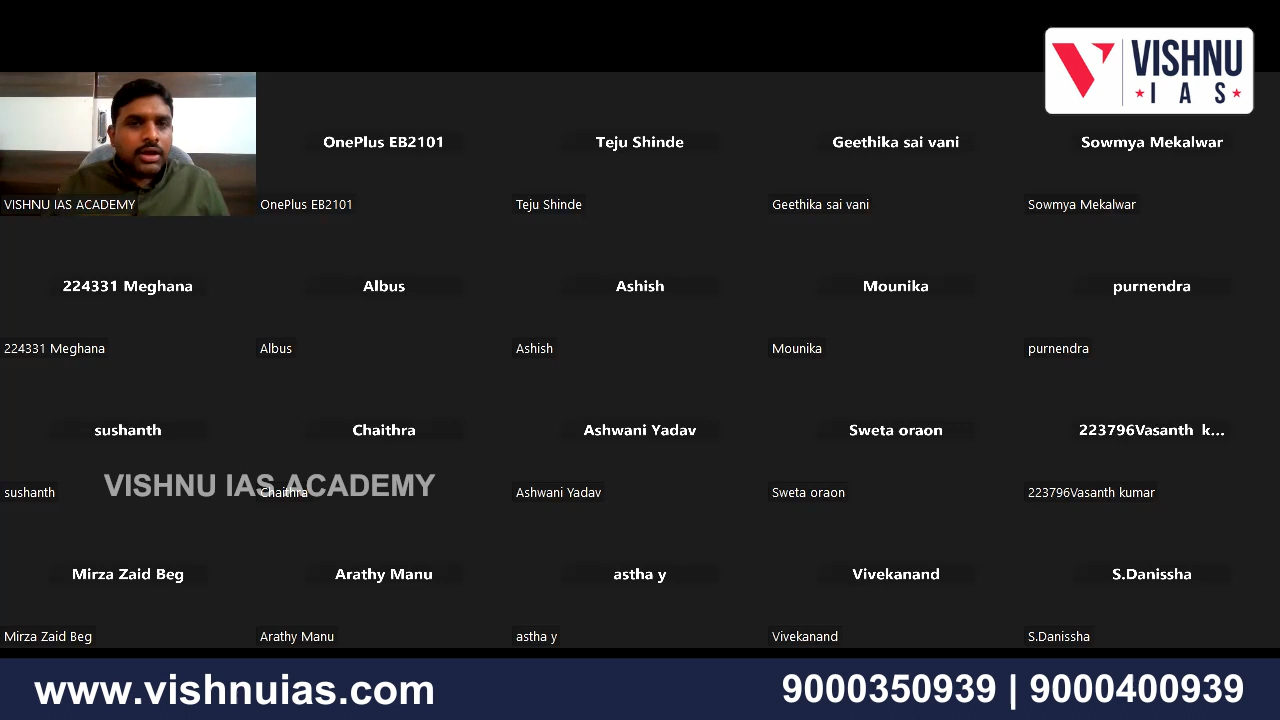 VISHNU
IAS
OnePlus EB2101
Teju Shinde
Geethika sai vani
Sowmya Mekalwar
VISHNU IAS ACADEMY
OnePlus EB2101
Teju Shinde
Geethika sai vani
Sowmya Mekalwar
224331 Meghana
Albus
Ashish
Mounika
purnendra
224331 Meghana
Albus
Ashish
Mounika
purnendra
sushanth
Chaithra
Ashwani Yadav
Sweta oraon
223796Vasanth k...
VISHNU IAS ACADEMY
sushanth
Chaithra
Ashwani Yadav
Sweta oraon
223796Vasanth kumar
Mirza Zaid Beg
Arathy Manu
astha y
Vivekanand
S.Danissha
Mirza Zaid Beg
Arathy Manu
astha y
Vivekanand
S.Danissha
www.vishnuias.com
9000350939 | 9000400939